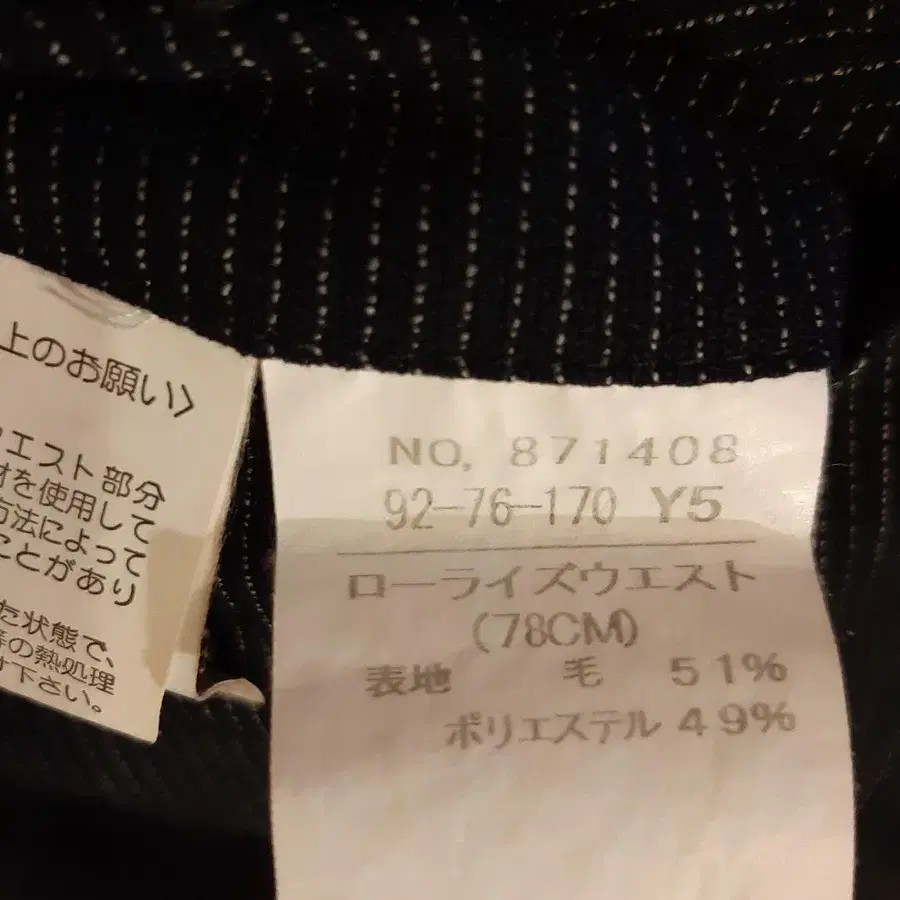 上のお願い〉
エスト部分
を使用して
方法によって
ことがあり
た状態で、
等の熱処理
下さい。
NO. 871408
92-76-170 Y5
ローライズウエスト
(78CM)
表地 毛 51%
ポリエステル 49%